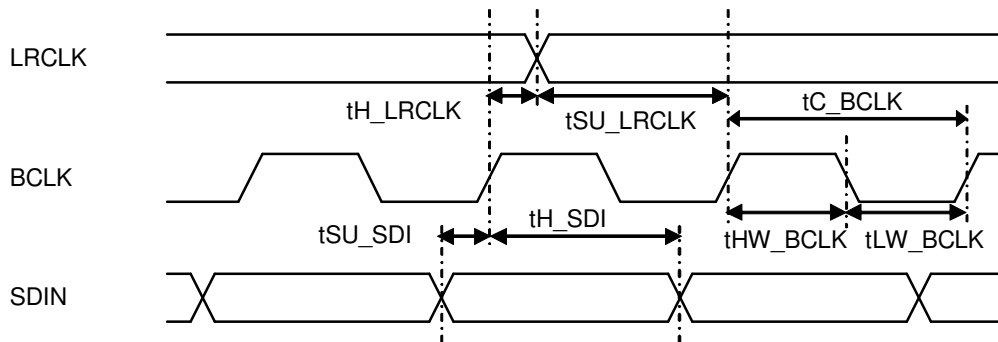 LRCLK
tH_LRCLK
tSU_LRCLK
tC_BCLK
BCLK
tSU_SDI
tH_SDI
tHW_BCLK
tLW_BCLK
SDIN